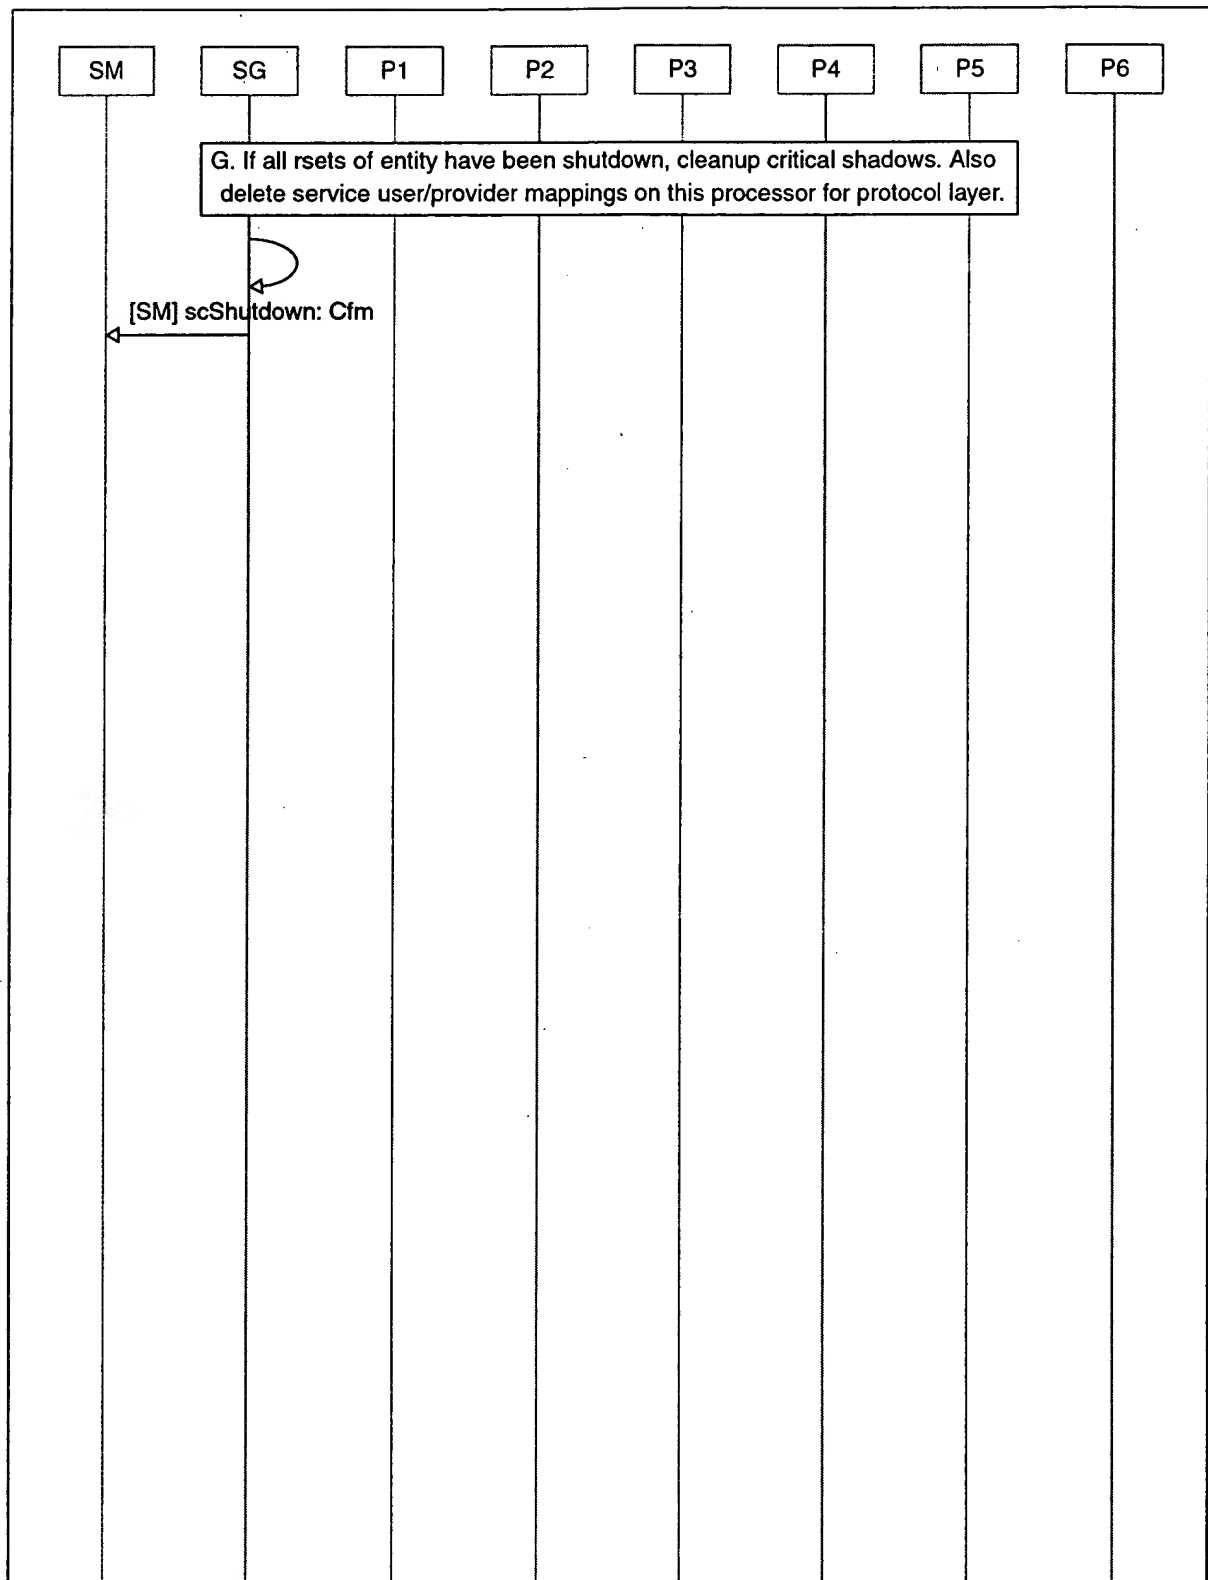 SM SG P1 P2 P3 P4 P5 P6
G. If all rsets of entity have been shutdown, cleanup critical shadows. Also
delete service user/provider mappings on this processor for protocol layer.
[SM] scShutdown: Cfm